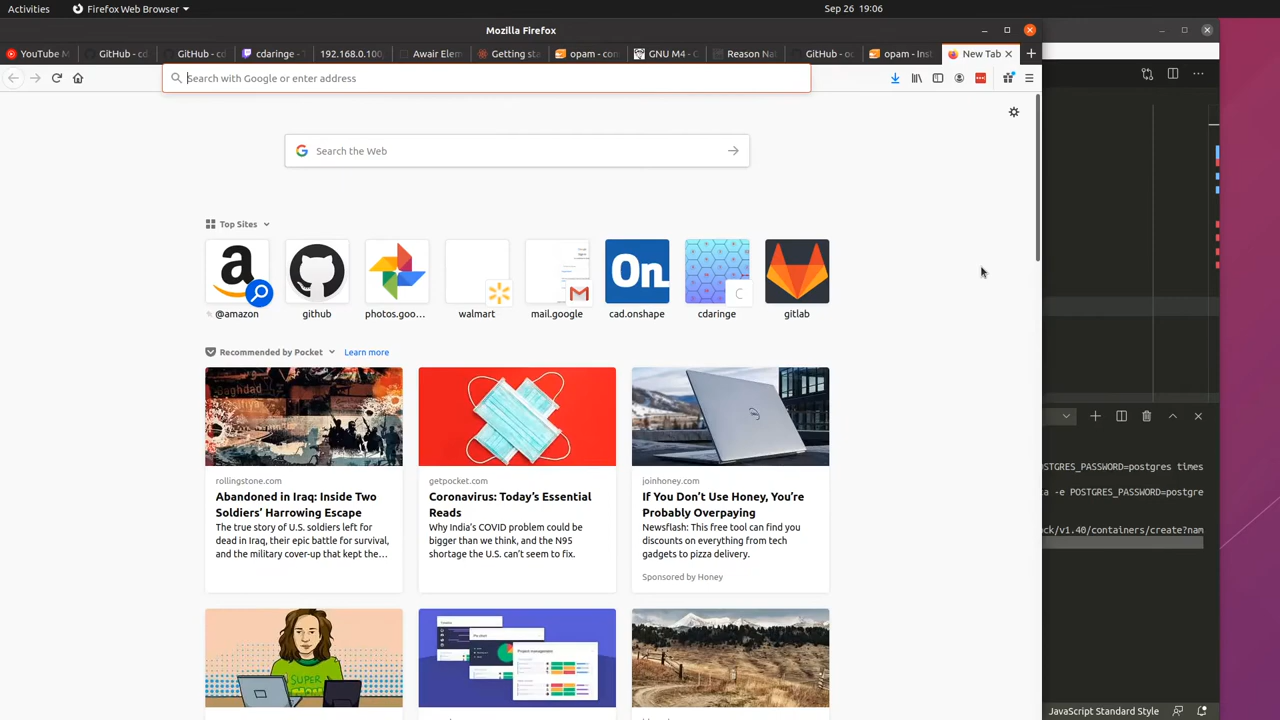 Activities
Firefox Web Browser
Sep 26 19:06
Mozilla Firefox
YouTube M
GitHub - cd
GitHub - cd
cdaringe -
192.168.0.100
Awair Elem
Getting sta
opam - com
GNU M4 - G
Reason Nat
GitHub - oc
opam - Inst
New Tab
Search with Google or enter address
Search the Web
Top Sites
@amazon
github
photos.goo...
walmart
mail.google
cad.onshape
cdaringe
gitlab
On
C
Recommended by Pocket
Learn more
rollingstone.com
Abandoned in Iraq: Inside Two
Soldiers' Harrowing Escape
The true story of U.S. soldiers left for
dead in Iraq, their epic battle for survival,
and the military cover-up that kept the...
getpocket.com
Coronavirus: Today's Essential
Reads
Why India's COVID problem could be
bigger than we think, and the N95
shortage the U.S. can't seem to fix.
joinhoney.com
If You Don't Use Honey, You're
Probably Overpaying
Newsflash: This free tool can find you
discounts on everything from tech
gadgets to pizza delivery.
Sponsored by Honey
SUPER
OSTGRES_PASSWORD=postgres times
a -e POSTGRES_PASSWORD=postgre
ock/v1.40/containers/create?nam
JavaScript Standard Style